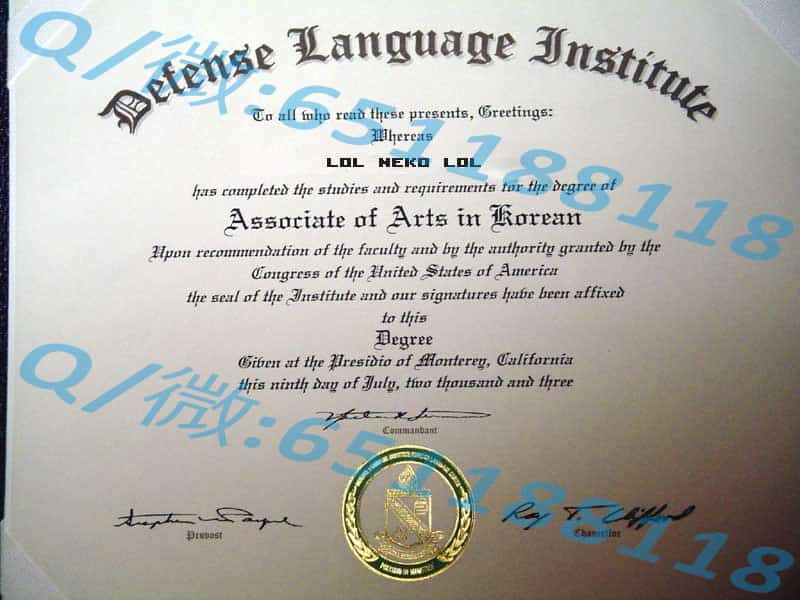 Defense Language Institute
To all who read these presents, Greetings:
Whereas
LOL NEKO LOL
has completed the studies and requirements for the degree of
Associate of Arts in Korean
Upon recommendation of the faculty and by the authority granted by the
Congress of the United States of America
the seal of the Institute and our signatures have been affixed
to this
Degree
Given at the Presidio of Monterey, California
this ninth day of July, two thousand and three
Commandant
Provost
Roy T. Clifford
Chancellor
Q/微:651188118
Q/微:651188118